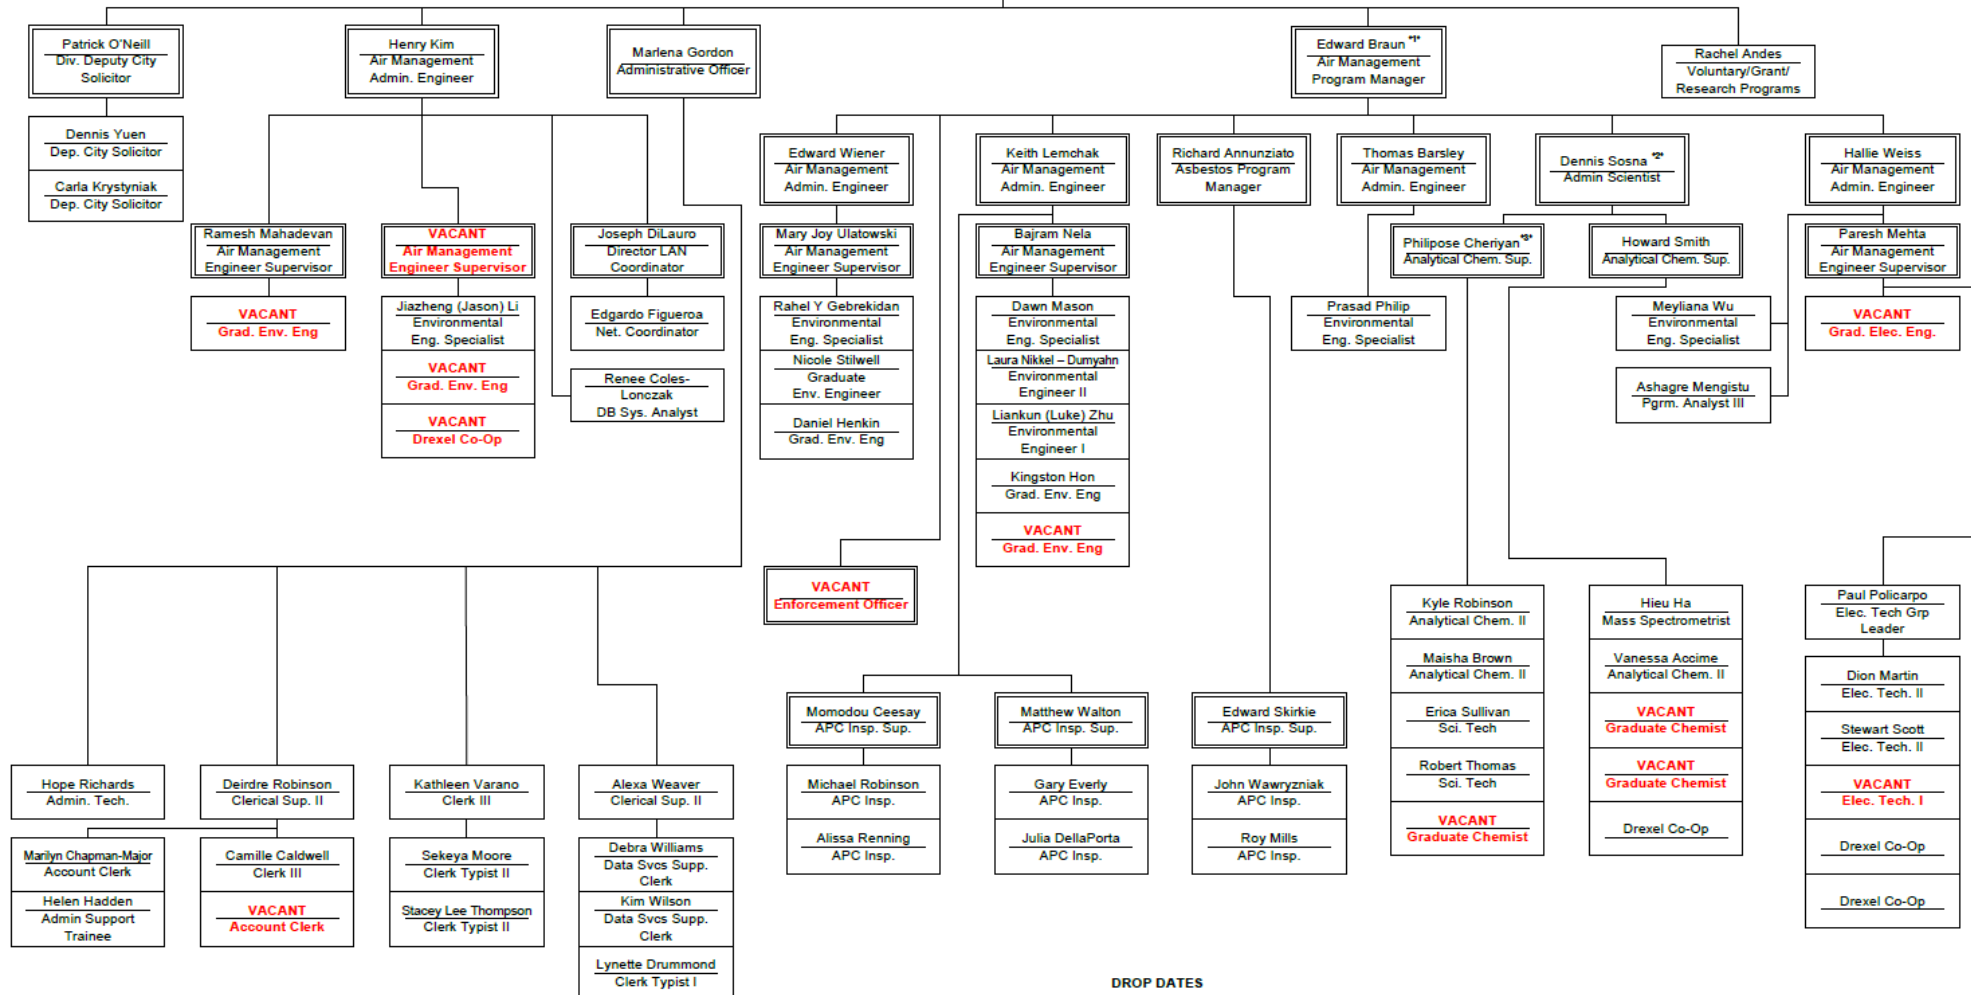 Patrick O'Neill
Div. Deputy City
Solicitor
Henry Kim
Air Management
Admin. Engineer
Marlena Gordon
Administrative Officer
Edward Braun *1*
Air Management
Program Manager
Rachel Andes
Voluntary/Grant/
Research Programs
Dennis Yuen
Dep. City Solicitor
Carla Krystyniak
Dep. City Solicitor
Edward Wiener
Air Management
Admin. Engineer
Keith Lemchak
Air Management
Admin. Engineer
Richard Annunziato
Asbestos Program
Manager
Thomas Barsley
Air Management
Admin. Engineer
Dennis Sosna *2*
Admin Scientist
Hallie Weiss
Air Management
Admin. Engineer
Ramesh Mahadevan
Air Management
Engineer Supervisor
VACANT
Air Management
Engineer Supervisor
Joseph DiLauro
Director LAN
Coordinator
Mary Joy Ulatowski
Air Management
Engineer Supervisor
Bajram Nela
Air Management
Engineer Supervisor
Philipose Cheriyan*3*
Analytical Chem. Sup.
Howard Smith
Analytical Chem. Sup.
Paresh Mehta
Air Management
Engineer Supervisor
VACANT
Grad. Env. Eng
Jiazheng (Jason) Li
Environmental
Eng. Specialist
VACANT
Grad. Env. Eng
VACANT
Drexel Co-Op
Edgardo Figueroa
Net. Coordinator
Renee Coles-
Lonczak
DB Sys. Analyst
Rahel Y Gebrekidan
Environmental
Eng. Specialist
Nicole Stilwell
Graduate
Env. Engineer
Daniel Henkin
Grad. Env. Eng
Dawn Mason
Environmental
Eng. Specialist
Laura Nikkel – Dumyahn
Environmental
Engineer II
Liankun (Luke) Zhu
Environmental
Engineer I
Kingston Hon
Grad. Env. Eng
VACANT
Grad. Env. Eng
Prasad Philip
Environmental
Eng. Specialist
Meyliana Wu
Environmental
Eng. Specialist
Ashagre Mengistu
Pgrm. Analyst III
VACANT
Grad. Elec. Eng.
VACANT
Enforcement Officer
Kyle Robinson
Analytical Chem. II
Maisha Brown
Analytical Chem. II
Erica Sullivan
Sci. Tech
Robert Thomas
Sci. Tech
VACANT
Graduate Chemist
Hieu Ha
Mass Spectrometrist
Vanessa Accime
Analytical Chem. II
VACANT
Graduate Chemist
VACANT
Graduate Chemist
Drexel Co-Op
Paul Policarpo
Elec. Tech Grp
Leader
Dion Martin
Elec. Tech. II
Stewart Scott
Elec. Tech. II
VACANT
Elec. Tech. I
Drexel Co-Op
Drexel Co-Op
Momodou Ceesay
APC Insp. Sup.
Matthew Walton
APC Insp. Sup.
Edward Skirkie
APC Insp. Sup.
Michael Robinson
APC Insp.
Alissa Renning
APC Insp.
Gary Everly
APC Insp.
Julia DellaPorta
APC Insp.
John Wawryzniak
APC Insp.
Roy Mills
APC Insp.
Hope Richards
Admin. Tech.
Deirdre Robinson
Clerical Sup. II
Kathleen Varano
Clerk III
Alexa Weaver
Clerical Sup. II
Marilyn Chapman-Major
Account Clerk
Helen Hadden
Admin Support
Trainee
Camille Caldwell
Clerk III
VACANT
Account Clerk
Sekeya Moore
Clerk Typist II
Stacey Lee Thompson
Clerk Typist II
Debra Williams
Data Svcs Supp.
Clerk
Kim Wilson
Data Svcs Supp.
Clerk
Lynette Drummond
Clerk Typist I
DROP DATES